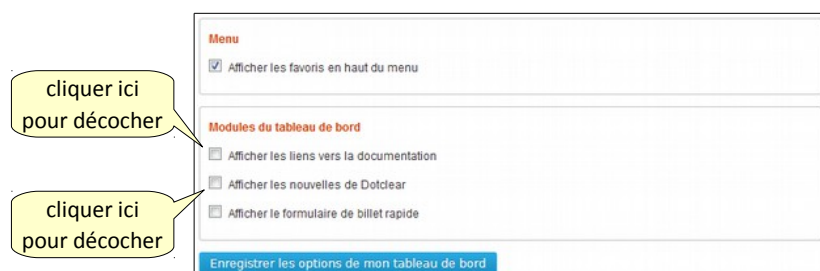 Menu
Afficher les favoris en haut du menu
cliquer ici
pour décocher
Modules du tableau de bord
Afficher les liens vers la documentation
Afficher les nouvelles de Dotclear
cliquer ici
pour décocher
Afficher le formulaire de billet rapide
Enregistrer les options de mon tableau de bord